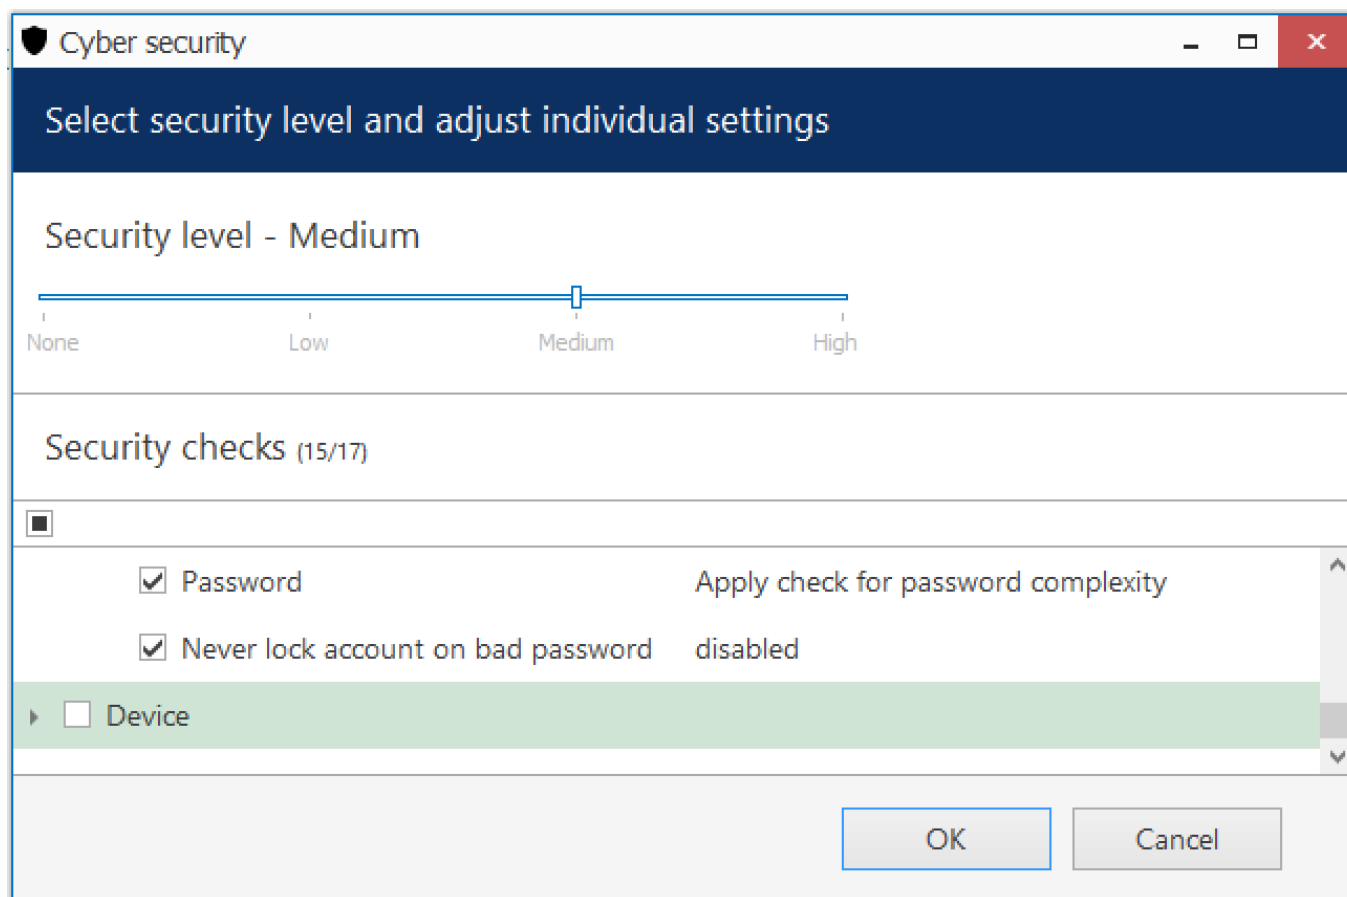 Cyber security
Select security level and adjust individual settings
Security level - Medium
None Low Medium High
Security checks (15/17)
Password Apply check for password complexity
Never lock account on bad password disabled
Device
OK Cancel